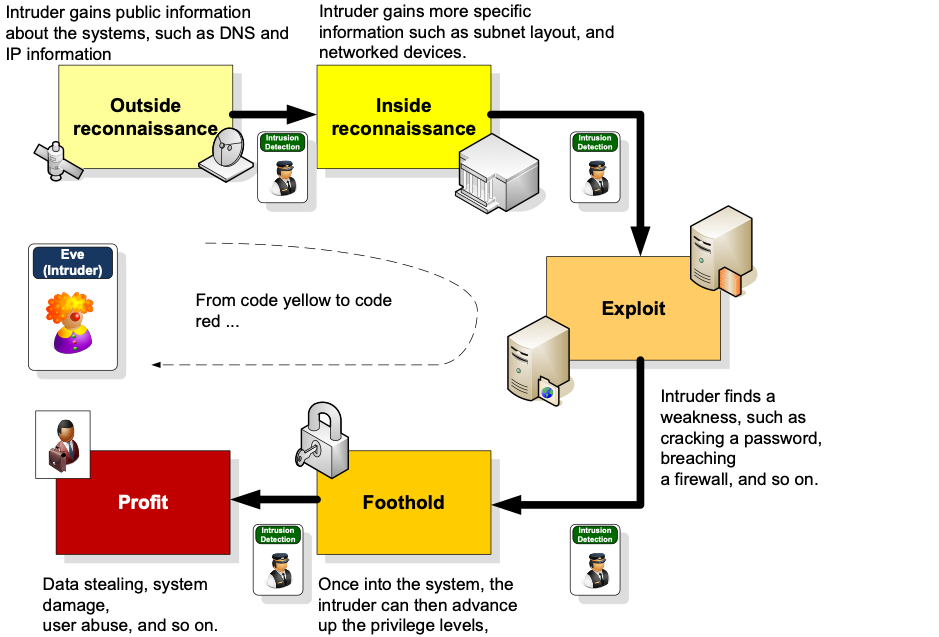 Intruder gains public information
about the systems, such as DNS and
IP information
Intruder gains more specific
information such as subnet layout, and
networked devices.
Outside
reconnaissance
Inside
reconnaissance
Intrusion
Detection
Intrusion
Detection
Eve
(Intruder)
From code yellow to code
red ...
Exploit
Intruder finds a
weakness, such as
cracking a password,
breaching
a firewall, and so on.
Profit
Foothold
Intrusion
Detection
Intrusion
Detection
Data stealing, system
damage,
user abuse, and so on.
Once into the system, the
intruder can then advance
up the privilege levels,